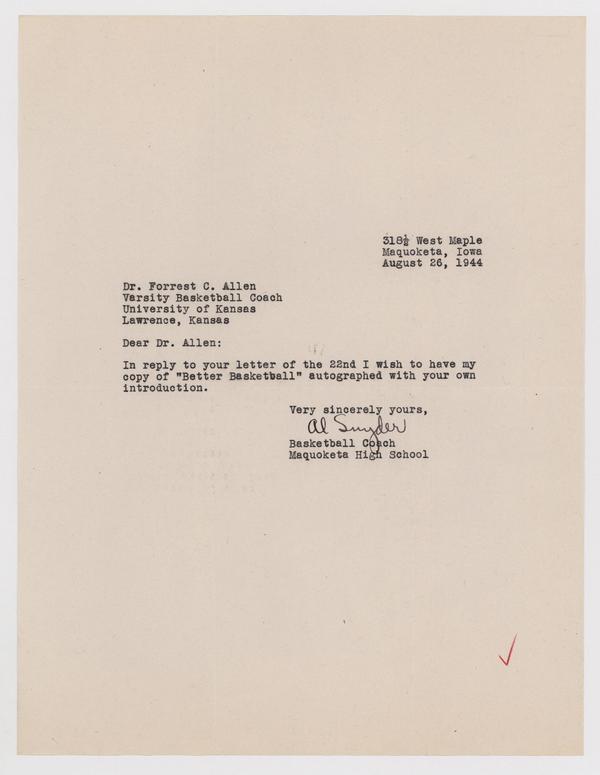 318½ West Maple
Maquoketa, Iowa
August 26, 1944
Dr. Forrest C. Allen
Varsity Basketball Coach
University of Kansas
Lawrence, Kansas
Dear Dr. Allen:
In reply to your letter of the 22nd I wish to have my
copy of "Better Basketball" autographed with your own
introduction.
Very sincerely yours,
Al Snyder
Basketball Coach
Maquoketa High School